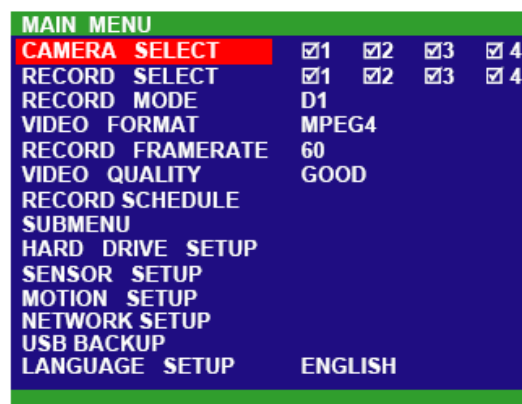 MAIN MENU
CAMERA SELECT ☑1 ☑2 ☑3 ☑4
RECORD SELECT ☑1 ☑2 ☑3 ☑4
RECORD MODE D1
VIDEO FORMAT MPEG4
RECORD FRAMERATE 60
VIDEO QUALITY GOOD
RECORD SCHEDULE
SUBMENU
HARD DRIVE SETUP
SENSOR SETUP
MOTION SETUP
NETWORK SETUP
USB BACKUP
LANGUAGE SETUP ENGLISH